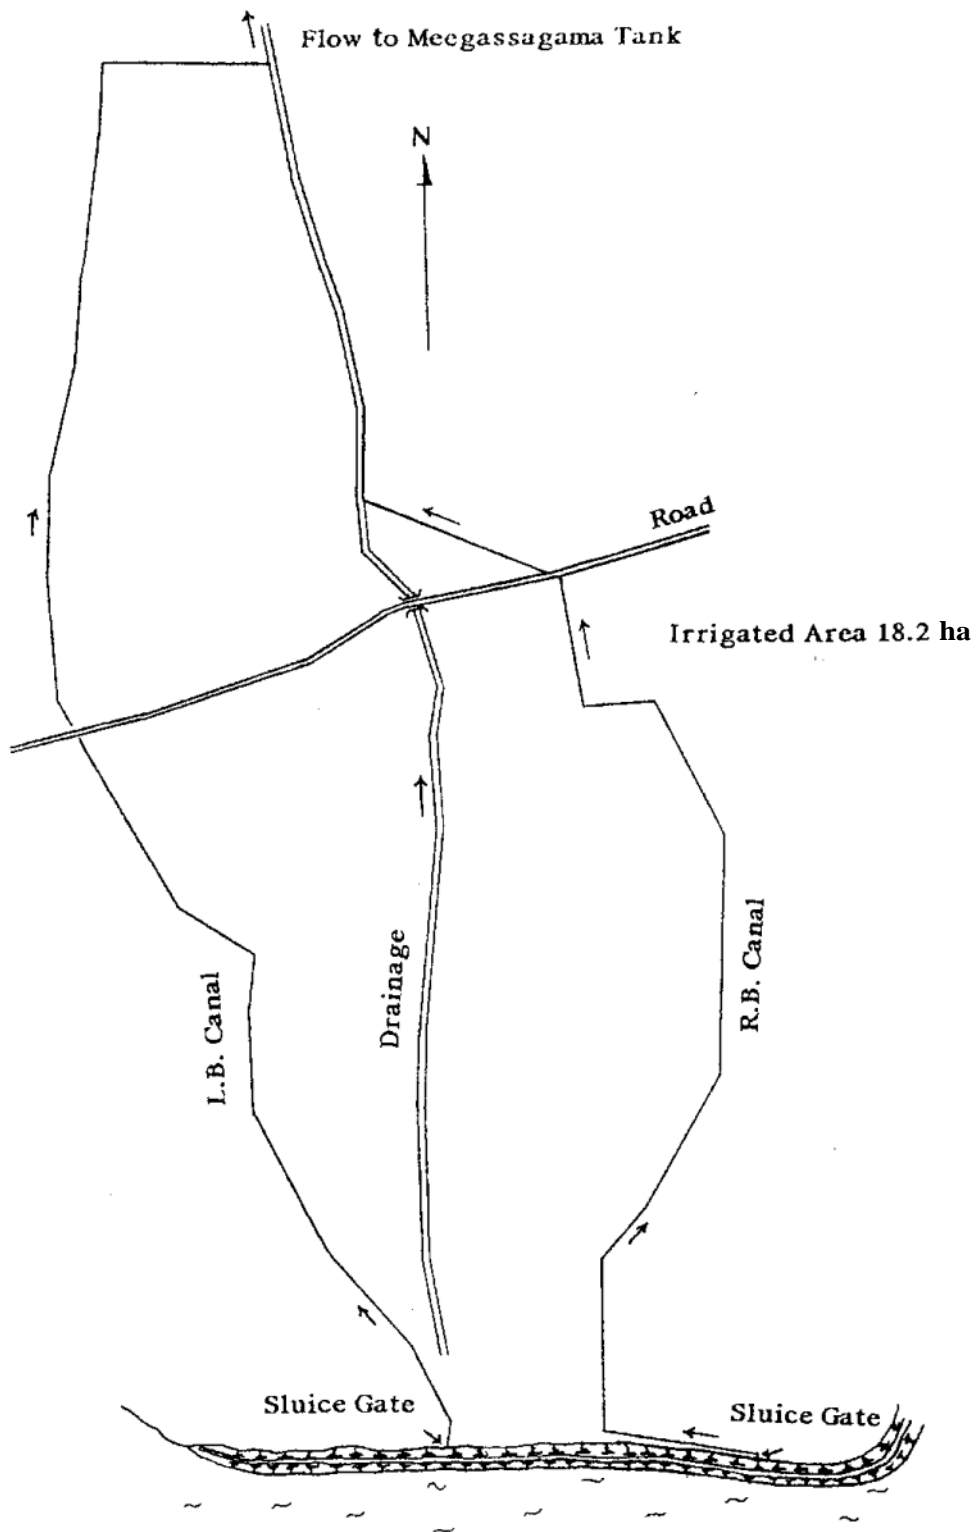 Flow to Meegassagama Tank
N
Road
Irrigated Area 18.2 ha
L.B. Canal
Drainage
R.B. Canal
Sluice Gate
Sluice Gate